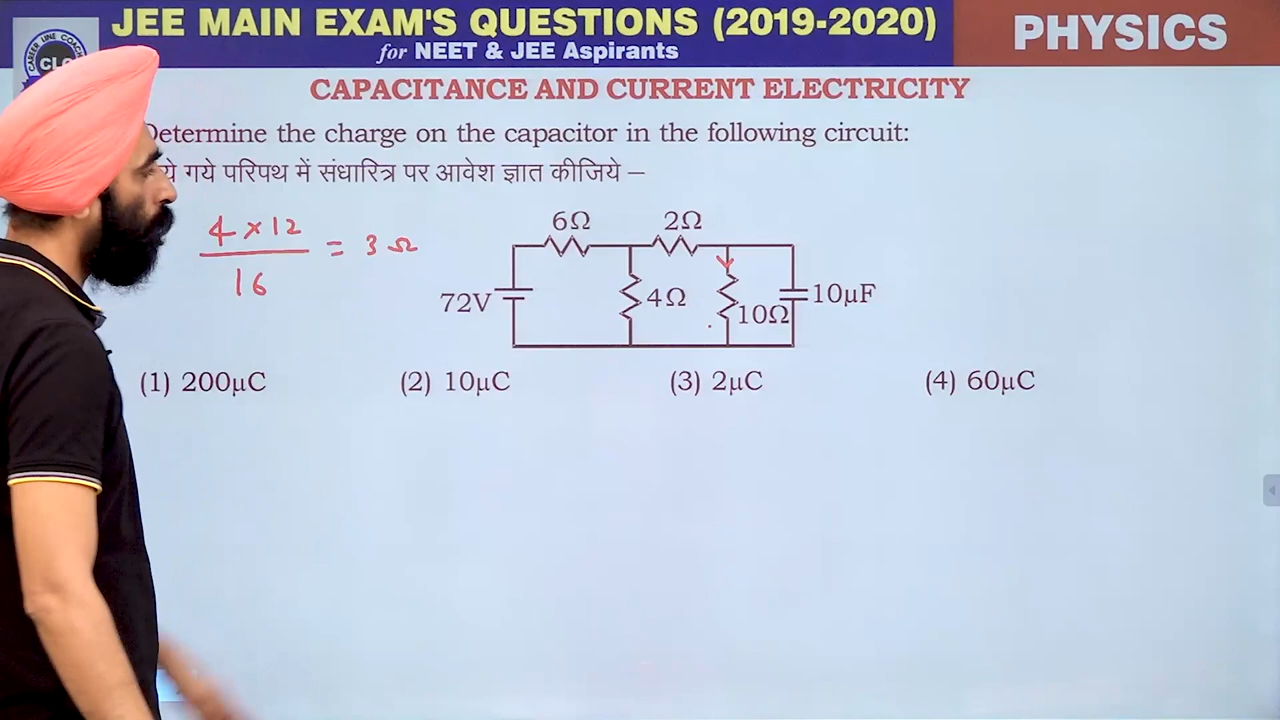 JEE MAIN EXAM'S QUESTIONS (2019-2020)
for NEET & JEE Aspirants
PHYSICS
CLC
CAPACITANCE AND CURRENT ELECTRICITY
Determine the charge on the capacitor in the following circuit:
ये गये परिपथ में संधारित्र पर आवेश ज्ञात कीजिये –
4 × 12
16
= 3 Ω
6Ω
2Ω
72V
4Ω
10Ω
10µF
(1) 200µC
(2) 10µC
(3) 2µC
(4) 60µC